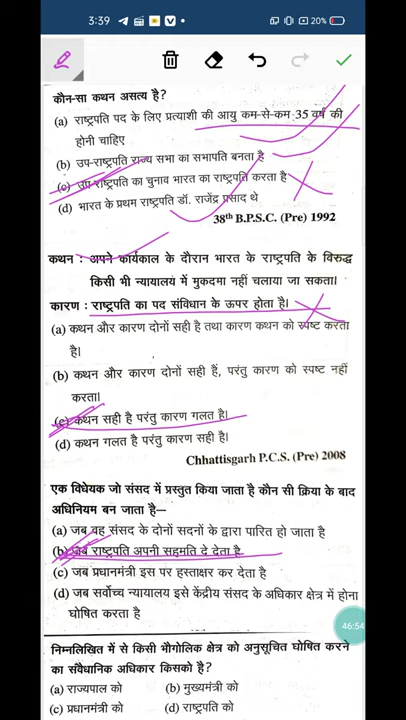 3:39
20%
कौन-सा कथन असत्य है?
(a) राष्ट्रपति पद के लिए प्रत्याशी की आयु कम-से-कम 35 वर्ष की
होनी चाहिए
(b) उप-राष्ट्रपति राज्य सभा का सभापति बनता है
(c) उप राष्ट्रपति का चुनाव भारत का राष्ट्रपति करता है
(d) भारत के प्रथम राष्ट्रपति डॉ. राजेंद्र प्रसाद थे
38th B.P.S.C. (Pre) 1992
कथन : अपने कार्यकाल के दौरान भारत के राष्ट्रपति के विरुद्ध
किसी भी न्यायालय में मुकदमा नहीं चलाया जा सकता।
कारण : राष्ट्रपति का पद संविधान के ऊपर होता है।
(a) कथन और कारण दोनों सही है तथा कारण कथन को स्पष्ट करता
है।
(b) कथन और कारण दोनों सही हैं, परंतु कारण को स्पष्ट नहीं
करता।
(c) कथन सही है परंतु कारण गलत है।
(d) कथन गलत है परंतु कारण सही है।
Chhattisgarh P.C.S. (Pre) 2008
एक विधेयक जो संसद में प्रस्तुत किया जाता है कौन सी क्रिया के बाद
अधिनियम बन जाता है–
(a) जब वह संसद के दोनों सदनों के द्वारा पारित हो जाता है
(b) जब राष्ट्रपति अपनी सहमति दे देता है
(c) जब प्रधानमंत्री इस पर हस्ताक्षर कर देता है
(d) जब सर्वोच्च न्यायालय इसे केंद्रीय संसद के अधिकार क्षेत्र में होना
घोषित करता है
46:54
निम्नलिखित में से किसी भौगोलिक क्षेत्र को अनुसूचित घोषित करने
का संवैधानिक अधिकार किसको है?
(a) राज्यपाल को (b) मुख्यमंत्री को
(c) प्रधानमंत्री को (d) राष्ट्रपति को